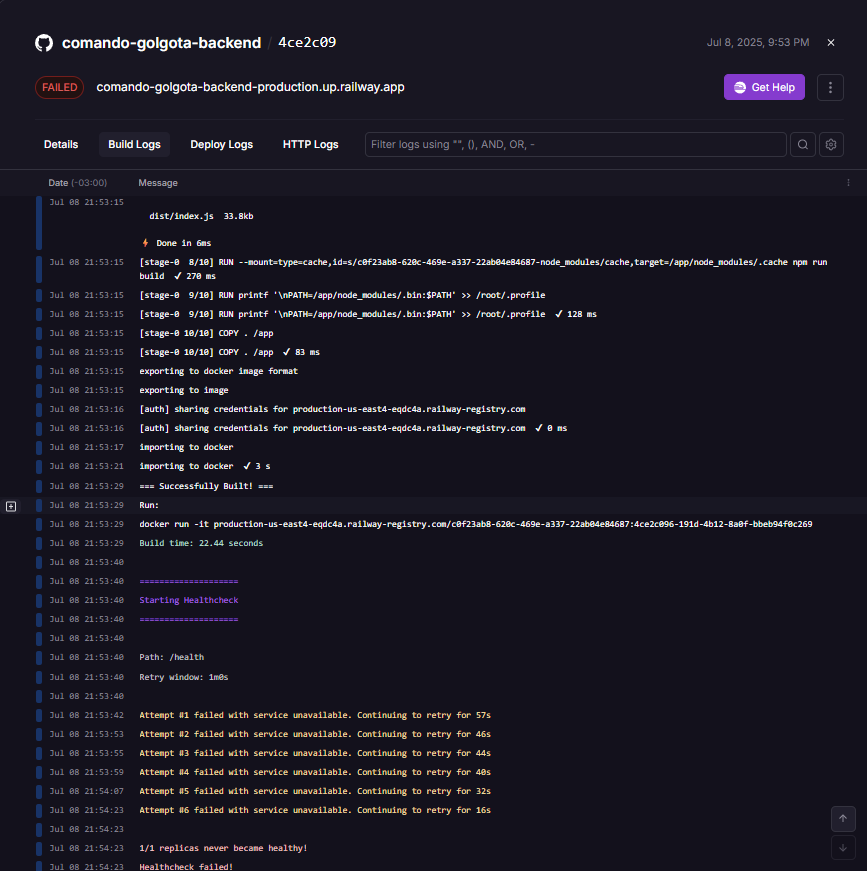 comando-golgota-backend / 4ce2c09
Jul 8, 2025, 9:53 PM
FAILED
comando-golgota-backend-production.up.railway.app
Get Help
Details
Build Logs
Deploy Logs
HTTP Logs
Filter logs using "", (), AND, OR, -
Date (-03:00) Message
Jul 08 21:53:15
dist/index.js 33.8kb
⚡ Done in 6ms
Jul 08 21:53:15 [stage-0 8/10] RUN --mount=type=cache,id=s/c0f23ab8-620c-469e-a337-22ab04e84687-node_modules/cache,target=/app/node_modules/.cache npm run
build ✔ 270 ms
Jul 08 21:53:15 [stage-0 9/10] RUN printf '\nPATH=/app/node_modules/.bin:$PATH' >> /root/.profile
Jul 08 21:53:15 [stage-0 9/10] RUN printf '\nPATH=/app/node_modules/.bin:$PATH' >> /root/.profile ✔ 128 ms
Jul 08 21:53:15 [stage-0 10/10] COPY . /app
Jul 08 21:53:15 [stage-0 10/10] COPY . /app ✔ 83 ms
Jul 08 21:53:15 exporting to docker image format
Jul 08 21:53:15 exporting to image
Jul 08 21:53:16 [auth] sharing credentials for production-us-east4-eqdc4a.railway-registry.com
Jul 08 21:53:16 [auth] sharing credentials for production-us-east4-eqdc4a.railway-registry.com ✔ 0 ms
Jul 08 21:53:17 importing to docker
Jul 08 21:53:21 importing to docker ✔ 3 s
Jul 08 21:53:29 === Successfully Built! ===
Jul 08 21:53:29 Run:
Jul 08 21:53:29 docker run -it production-us-east4-eqdc4a.railway-registry.com/c0f23ab8-620c-469e-a337-22ab04e84687:4ce2c096-191d-4b12-8a0f-bbeb94f0c269
Jul 08 21:53:29 Build time: 22.44 seconds
Jul 08 21:53:40
Jul 08 21:53:40 ====================
Jul 08 21:53:40 Starting Healthcheck
Jul 08 21:53:40 ====================
Jul 08 21:53:40
Jul 08 21:53:40 Path: /health
Jul 08 21:53:40 Retry window: 1m0s
Jul 08 21:53:40
Jul 08 21:53:42 Attempt #1 failed with service unavailable. Continuing to retry for 57s
Jul 08 21:53:53 Attempt #2 failed with service unavailable. Continuing to retry for 46s
Jul 08 21:53:55 Attempt #3 failed with service unavailable. Continuing to retry for 44s
Jul 08 21:53:59 Attempt #4 failed with service unavailable. Continuing to retry for 40s
Jul 08 21:54:07 Attempt #5 failed with service unavailable. Continuing to retry for 32s
Jul 08 21:54:23 Attempt #6 failed with service unavailable. Continuing to retry for 16s
Jul 08 21:54:23
Jul 08 21:54:23 1/1 replicas never became healthy!
Jul 08 21:54:23 Healthcheck failed!